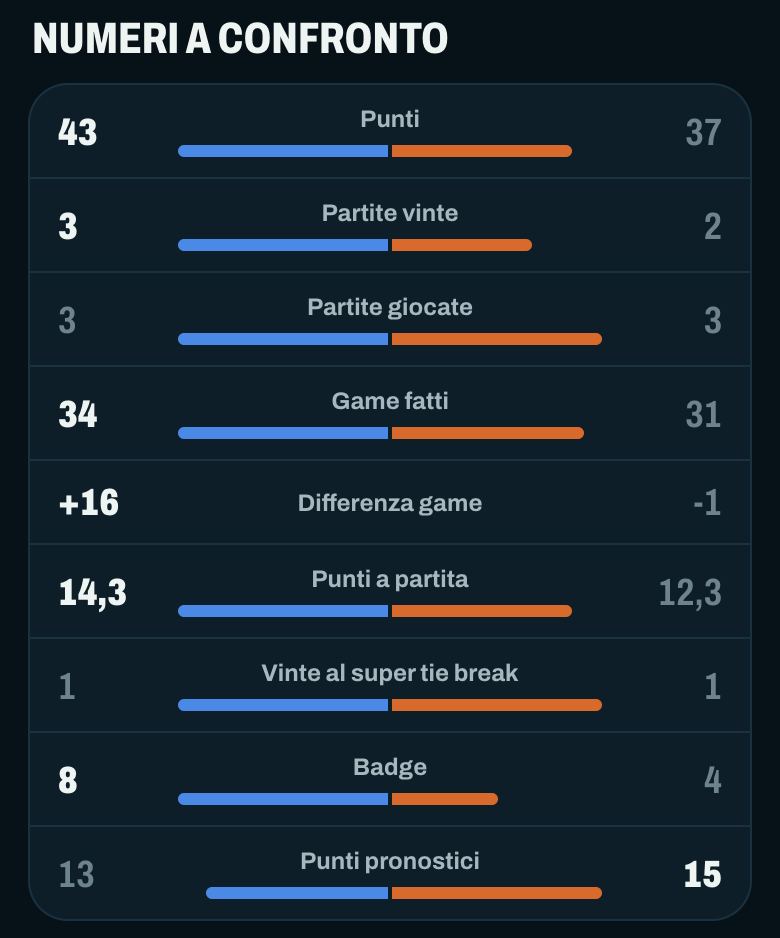 NUMERI A CONFRONTO
43 Punti 37
3 Partite vinte 2
3 Partite giocate 3
34 Game fatti 31
+16 Differenza game -1
14,3 Punti a partita 12,3
1 Vinte al super tie break 1
8 Badge 4
13 Punti pronostici 15